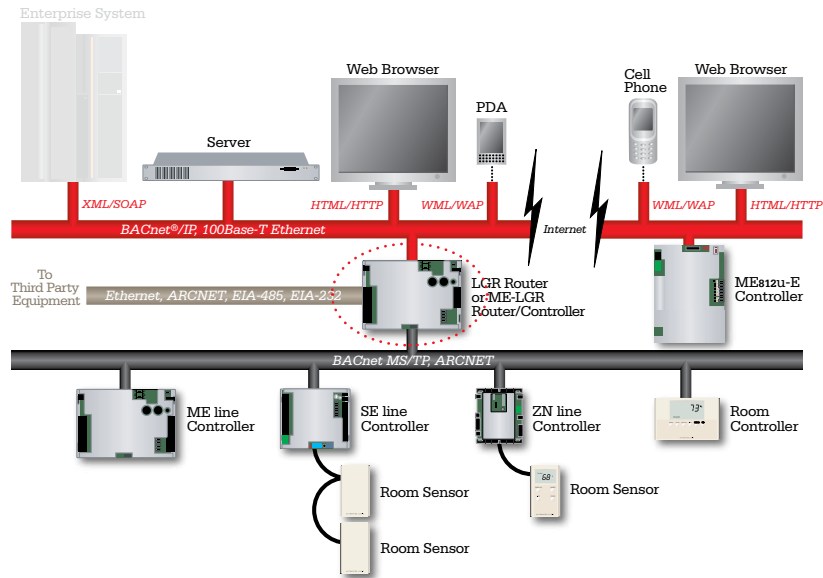 Enterprise System
Server
Web Browser
PDA
Cell
Phone
Web Browser
XML/SOAP
HTML/HTTP
WML/WAP
Internet
WML/WAP
HTML/HTTP
BACnet®/IP, 100Base-T Ethernet
To
Third Party
Equipment
Ethernet, ARCNET, EIA-485, EIA-232
LGR Router
or ME-LGR
Router/Controller
ME812u-E
Controller
BACnet MS/TP, ARCNET
ME line
Controller
SE line
Controller
ZN line
Controller
73°
Room
Controller
Room Sensor
68
Room Sensor
Room Sensor